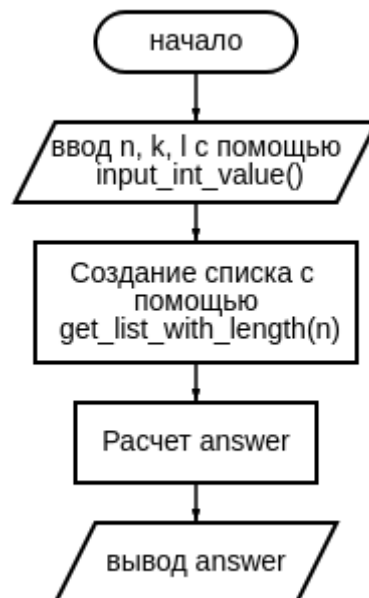 начало
ввод n, k, l с помощью
input_int_value()
Создание списка с
помощью
get_list_with_length(n)
Расчет answer
вывод answer